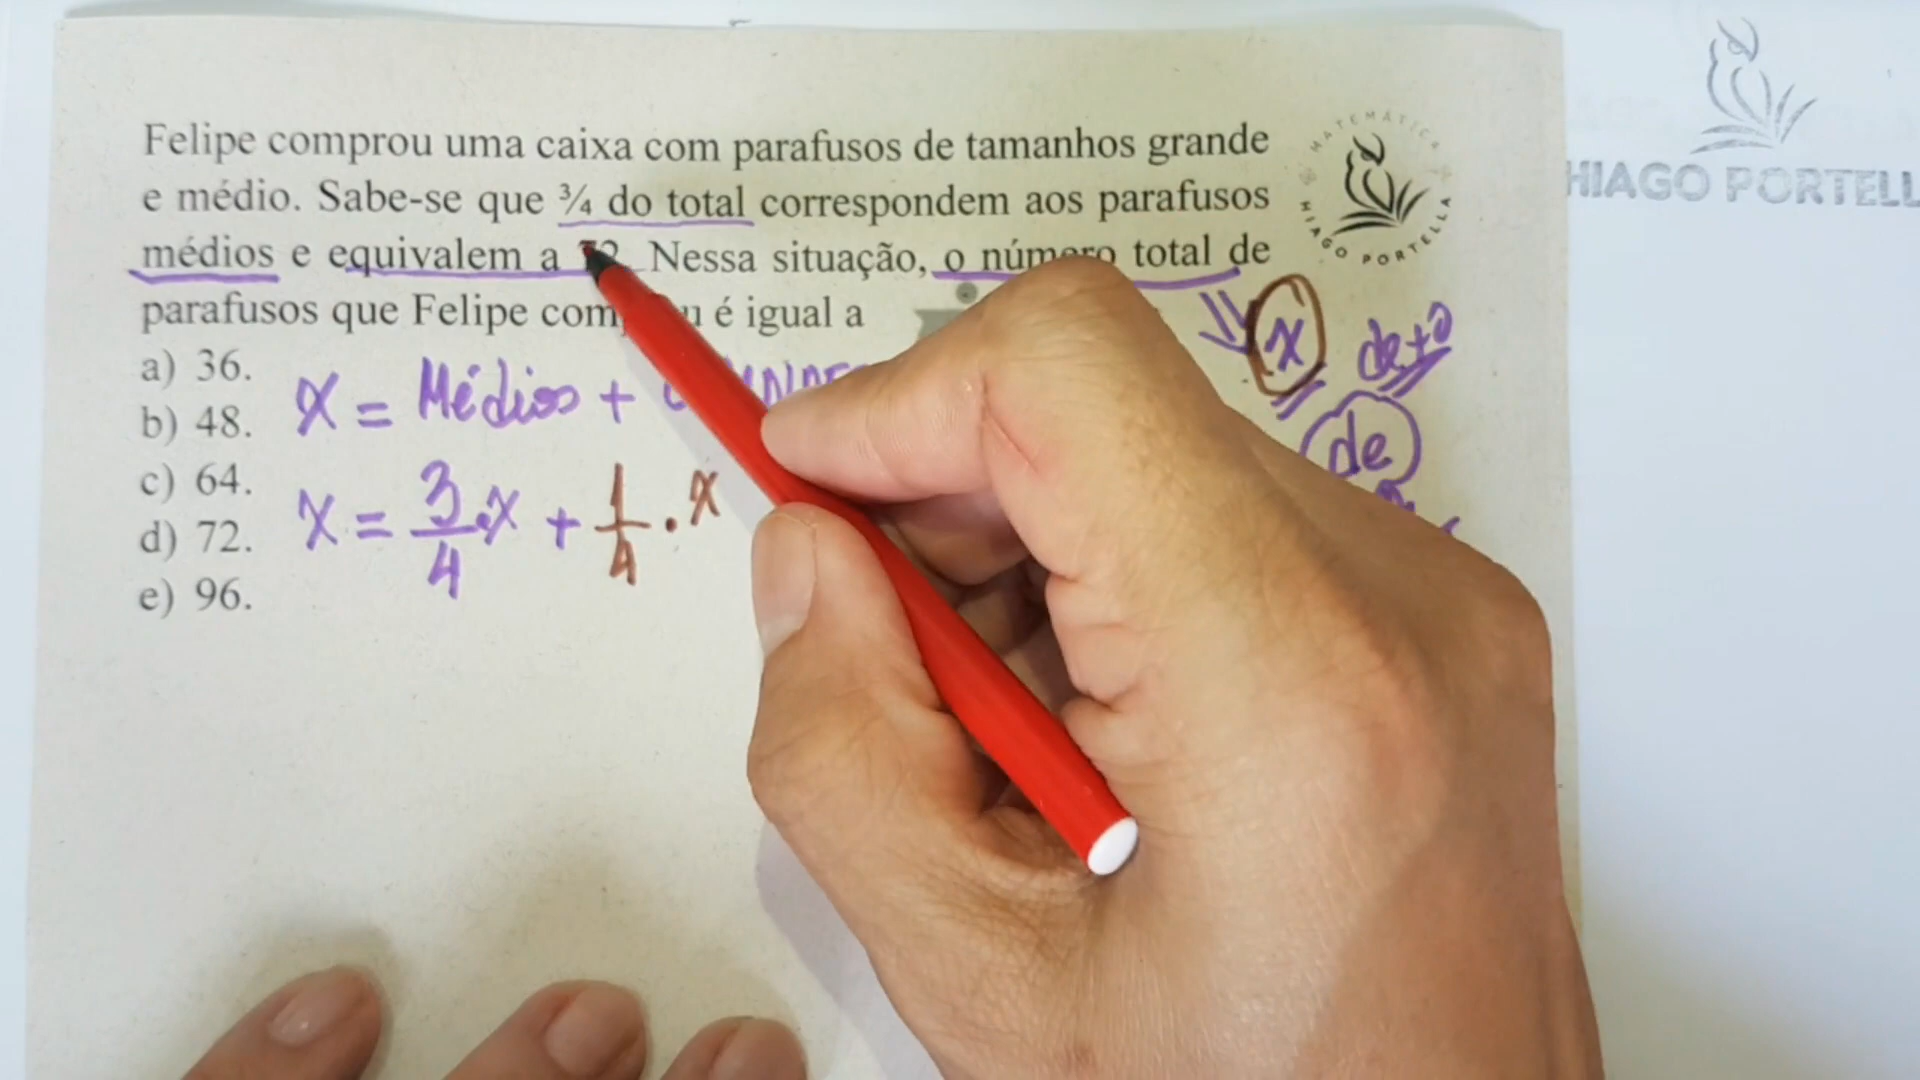 Felipe comprou uma caixa com parafusos de tamanhos grande
e médio. Sabe-se que ¾ do total correspondem aos parafusos
médios e equivalem a 72. Nessa situação, o número total de
parafusos que Felipe é igual a
a) 36.
b) 48.
c) 64.
d) 72.
e) 96.
x = Médios +
x = 3/4 . x + 1/4 . x
x
de
MATEMÁTICA
THIAGO PORTELLA
HIAGO PORTELL